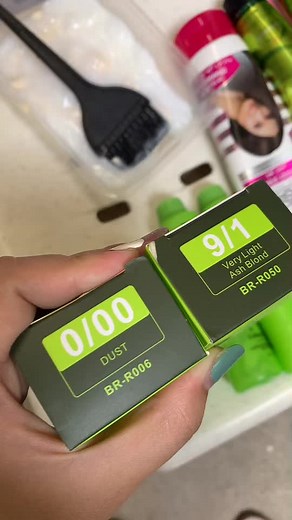 0/00
DUST
BR-R006
9/1
Very Light
Ash Blond
BR-R050